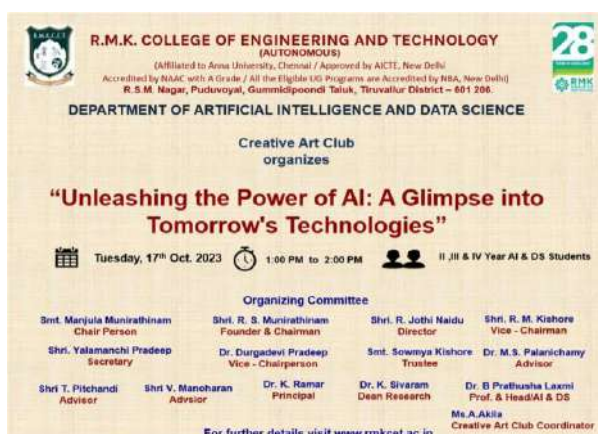 R.M.K. COLLEGE OF ENGINEERING AND TECHNOLOGY
(AUTONOMOUS)
(Affiliated to Anna University, Chennai / Approved by AICTE, New Delhi
Accredited by NAAC with A Grade / All the Eligible UG Programs are Accredited by NBA, New Delhi)
R.S.M. Nagar, Puduvoyal, Gummidipoondi Taluk, Tiruvallur District – 601 206.
28
RMK
DEPARTMENT OF ARTIFICIAL INTELLIGENCE AND DATA SCIENCE
Creative Art Club
organizes
“Unleashing the Power of AI: A Glimpse into
Tomorrow's Technologies”
Tuesday, 17th Oct. 2023 1:00 PM to 2:00 PM II ,III & IV Year AI & DS Students
Organizing Committee
Smt. Manjula Munirathinam Shri. R. S. Munirathinam Shri. R. Jothi Naidu Shri. R. M. Kishore
Chair Person Founder & Chairman Director Vice - Chairman
Shri. Yalamanchi Pradeep Dr. Durgadevi Pradeep Smt. Sowmya Kishore Dr. M.S. Palanichamy
Secretary Vice - Chairperson Trustee Advisor
Shri T. Pitchandi Shri V. Manoharan Dr. K. Ramar Dr. K. Sivaram Dr. B Prathusha Laxmi
Advisor Advsior Principal Dean Research Prof. & Head/AI & DS
Ms.A.Akila
Creative Art Club Coordinator
For further details visit www.rmkcet.ac.in